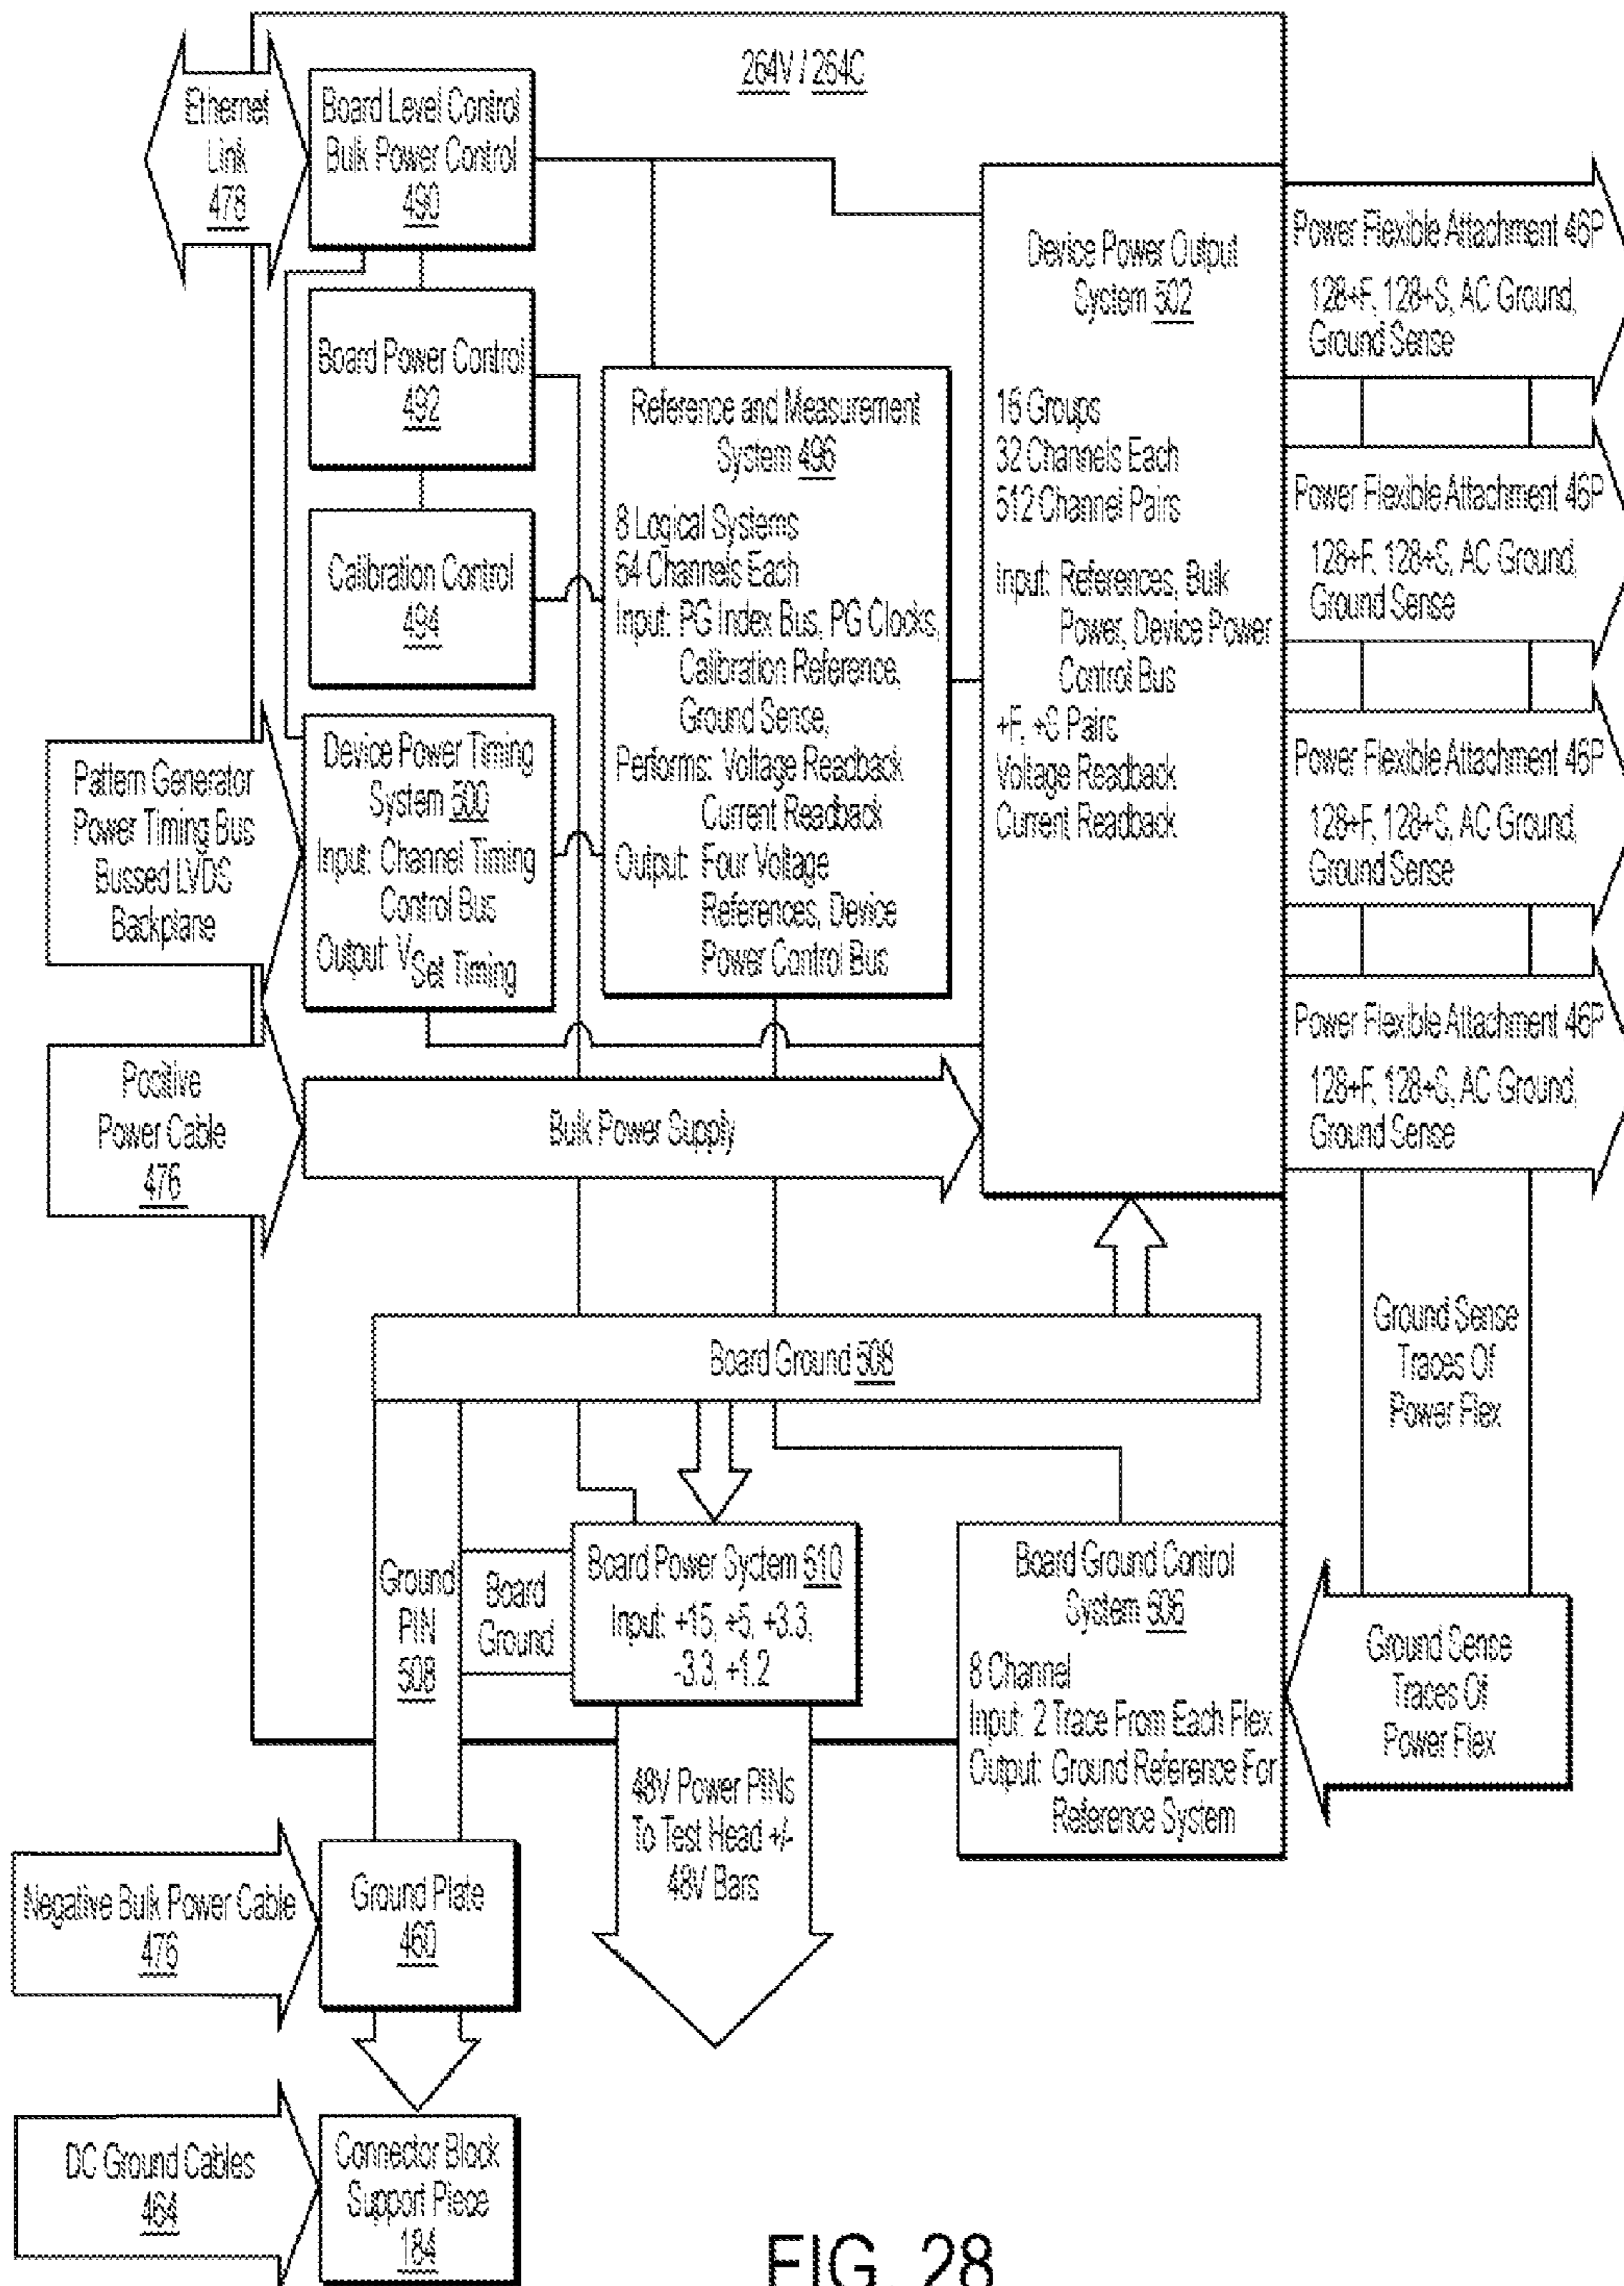 264V / 264C
Ethernet
Link
478
Board Level Control
Bulk Power Control
490
Board Power Control
492
Calibration Control
494
Pattern Generator
Power Timing Bus
Bussed LVDS
Backplane
Device Power Timing
System 500
Input: Channel Timing
Control Bus
Output: VSet Timing
Reference and Measurement
System 496
8 Logical Systems
64 Channels Each
Input: PG Index Bus, PG Clocks,
Calibration Reference,
Ground Sense,
Performs: Voltage Readback
Current Readback
Output: Four Voltage
References, Device
Power Control Bus
Device Power Output
System 502
16 Groups
32 Channels Each
512 Channel Pairs
Input: References, Bulk
Power, Device Power
Control Bus
+F, +S Pairs
Voltage Readback
Current Readback
Power Flexible Attachment 46P
128+F, 128+S, AC Ground,
Ground Sense
Power Flexible Attachment 46P
128+F, 128+S, AC Ground,
Ground Sense
Power Flexible Attachment 46P
128+F, 128+S, AC Ground,
Ground Sense
Power Flexible Attachment 46P
128+F, 128+S, AC Ground,
Ground Sense
Positive
Power Cable
476
Bulk Power Supply
Board Ground 508
Ground Sense
Traces Of
Power Flex
Ground
PIN
508
Board
Ground
Board Power System 510
Input: +15, +5, +3.3,
-3.3, +1.2
Board Ground Control
System 506
8 Channel
Input: 2 Trace From Each Flex
Output: Ground Reference For
Reference System
Ground Sense
Traces Of
Power Flex
48V Power PINs
To Test Head +/-
48V Bars
Negative Bulk Power Cable
476
Ground Plate
460
DC Ground Cables
464
Connector Block
Support Piece
184
FIG. 28